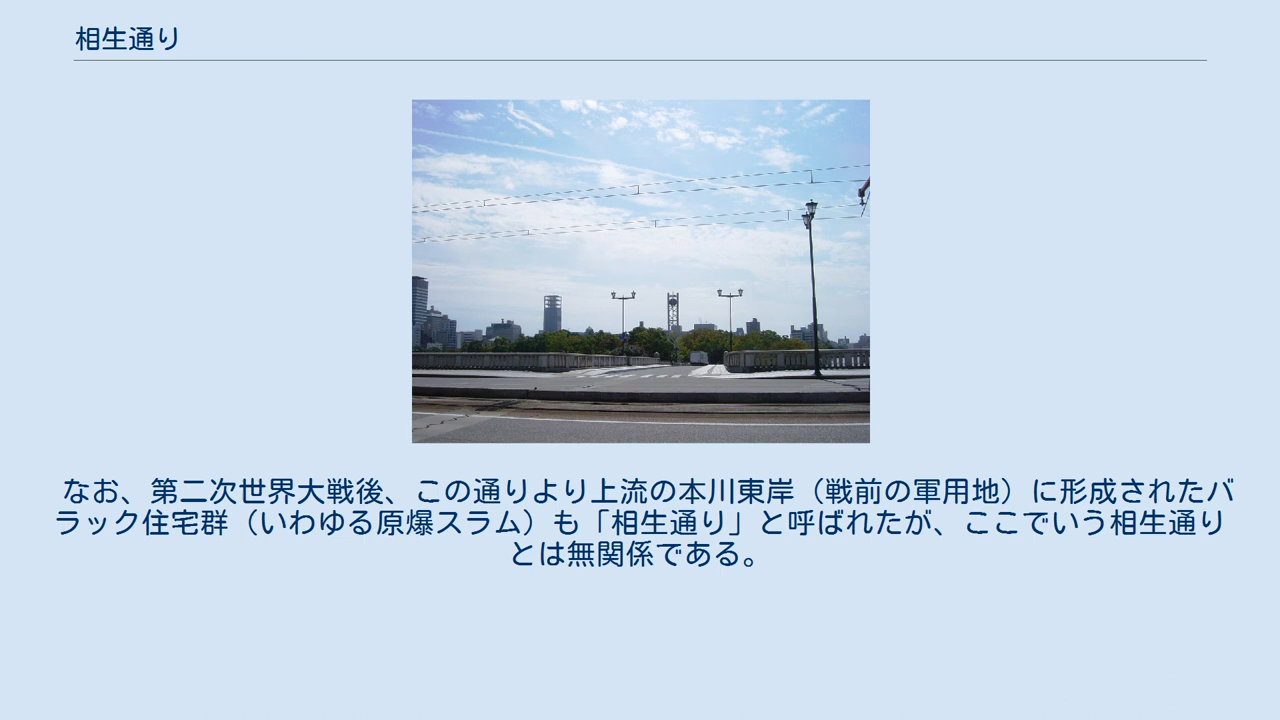 相生通り
なお、第二次世界大戦後、この通りより上流の本川東岸（戦前の軍用地）に形成されたバ
ラック住宅群（いわゆる原爆スラム）も「相生通り」と呼ばれたが、ここでいう相生通り
とは無関係である。